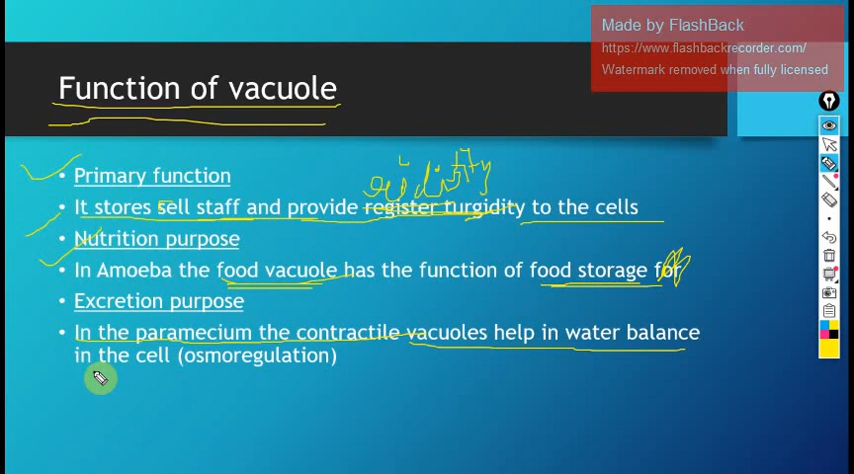 Made by FlashBack
https://www.flashbackrecorder.com/
Watermark removed when fully licensed
Function of vacuole
• Primary function
• It stores sell staff and provide register turgidity to the cells
• Nutrition purpose
• In Amoeba the food vacuole has the function of food storage for
• Excretion purpose
• In the paramecium the contractile vacuoles help in water balance
in the cell (osmoregulation)